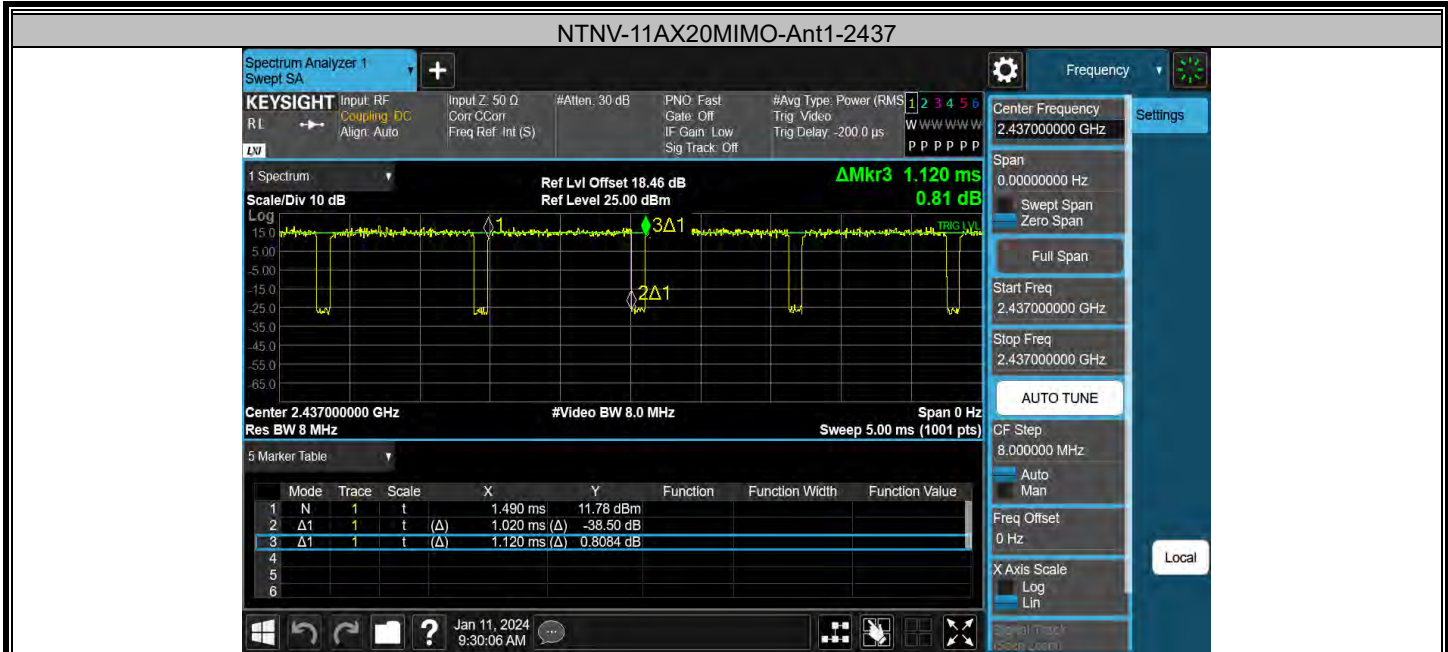 NTNV-11AX20MIMO-Ant1-2437
Spectrum Analyzer 1
Swept SA
Frequency
KEYSIGHT
RL
LXI
Input: RF
Coupling: DC
Align: Auto
Input Z: 50 Ω
Corr CCorr
Freq Ref: Int (S)
#Atten: 30 dB
PNO: Fast
Gate: Off
IF Gain: Low
Sig Track: Off
#Avg Type: Power (RMS
Trig: Video
Trig Delay: -200.0 µs
1 2 3 4 5 6
W W W W W W
P P P P P P
1 Spectrum
Scale/Div 10 dB
Ref Lvl Offset 18.46 dB
Ref Level 25.00 dBm
ΔMkr3 1.120 ms
0.81 dB
Log
15.0
5.00
-5.00
-15.0
-25.0
-35.0
-45.0
-55.0
-65.0
1
3Δ1
TRIG LVL
2Δ1
Center 2.437000000 GHz
#Video BW 8.0 MHz
Span 0 Hz
Res BW 8 MHz
Sweep 5.00 ms (1001 pts)
5 Marker Table
Mode Trace Scale X Y Function Function Width Function Value
1 N 1 t 1.490 ms 11.78 dBm
2 Δ1 1 t (Δ) 1.020 ms (Δ) -38.50 dB
3 Δ1 1 t (Δ) 1.120 ms (Δ) 0.8084 dB
4
5
6
Jan 11, 2024
9:30:06 AM
Center Frequency
2.437000000 GHz
Settings
Span
0.00000000 Hz
Swept Span
Zero Span
Full Span
Start Freq
2.437000000 GHz
Stop Freq
2.437000000 GHz
AUTO TUNE
CF Step
8.000000 MHz
Auto
Man
Freq Offset
0 Hz
X Axis Scale
Log
Lin
Signal Track
(Span Zoom)
Local